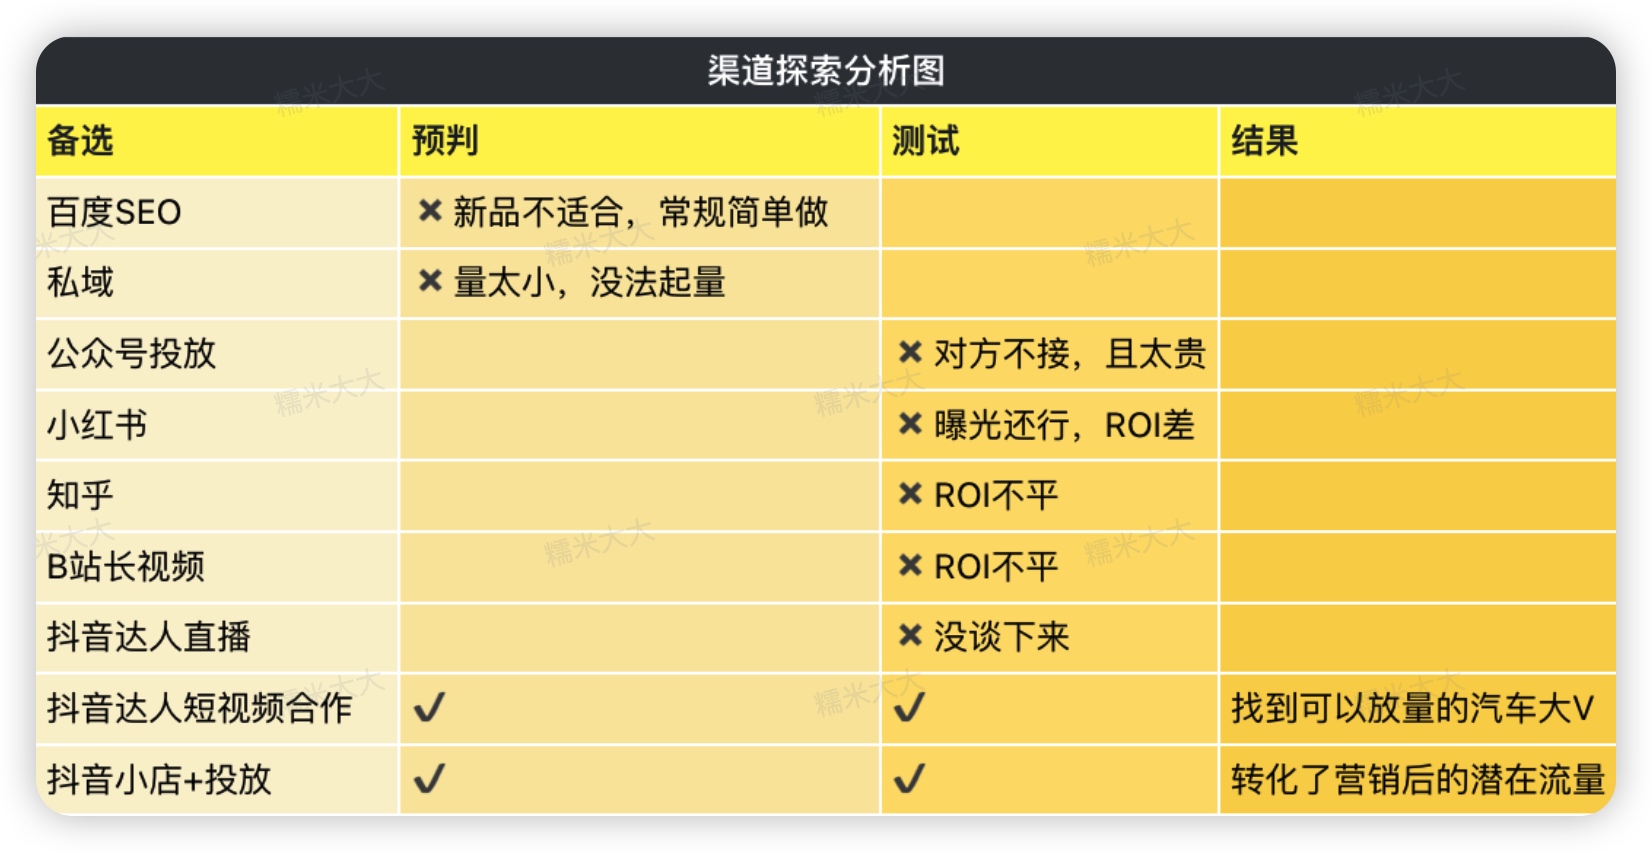 渠道探索分析图
备选 预判 测试 结果
百度SEO ✖ 新品不适合，常规简单做
私域 ✖ 量太小，没法起量
公众号投放 ✖ 对方不接，且太贵
小红书 ✖ 曝光还行，ROI差
知乎 ✖ ROI不平
B站长视频 ✖ ROI不平
抖音达人直播 ✖ 没谈下来
抖音达人短视频合作 ✔ ✔ 找到可以放量的汽车大V
抖音小店+投放 ✔ ✔ 转化了营销后的潜在流量
糯米大大